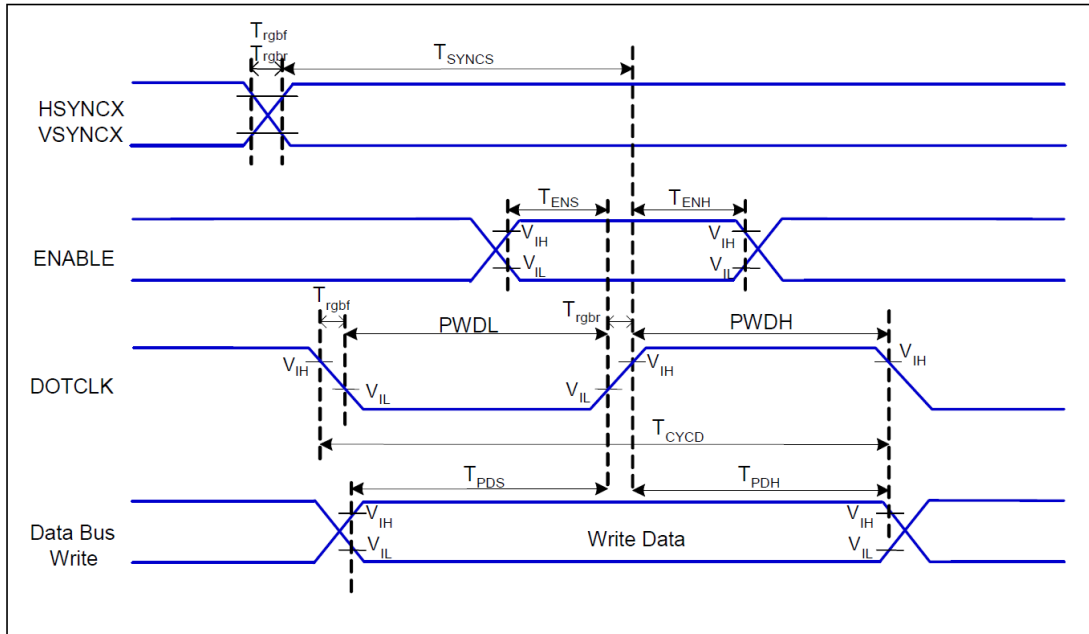 Trgbf
Trgbr
TSYNCS
HSYNCX
VSYNCX
TENS
TENH
VIH
VIH
ENABLE
VIL
VIL
Trgbf
PWDL
Trgbr
PWDH
VIH
VIH
VIH
DOTCLK
VIL
VIL
TCYCD
TPDS
TPDH
VIH
VIH
Data Bus
Write
Write Data
VIL
VIL